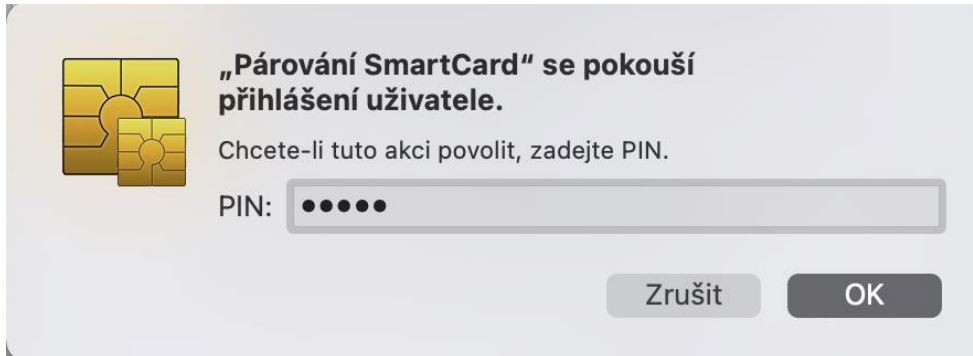 „Párování SmartCard“ se pokouší
přihlášení uživatele.
Chcete-li tuto akci povolit, zadejte PIN.
PIN: •••••
Zrušit OK